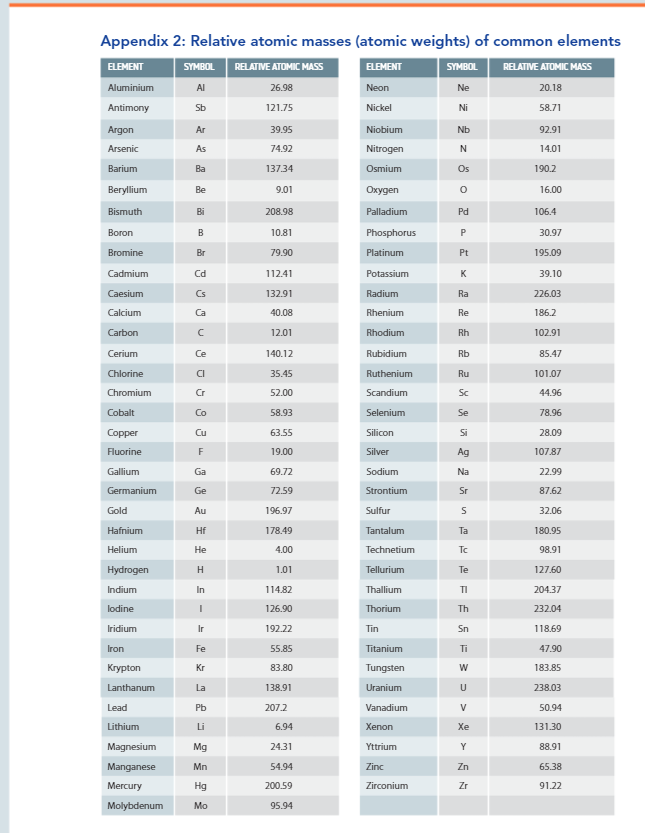 Appendix 2: Relative atomic masses (atomic weights) of common elements
ELEMENT SYMBOL RELATIVE ATOMIC MASS
Aluminium Al 26.98
Antimony Sb 121.75
Argon Ar 39.95
Arsenic As 74.92
Barium Ba 137.34
Beryllium Be 9.01
Bismuth Bi 208.98
Boron B 10.81
Bromine Br 79.90
Cadmium Cd 112.41
Caesium Cs 132.91
Calcium Ca 40.08
Carbon C 12.01
Cerium Ce 140.12
Chlorine Cl 35.45
Chromium Cr 52.00
Cobalt Co 58.93
Copper Cu 63.55
Fluorine F 19.00
Gallium Ga 69.72
Germanium Ge 72.59
Gold Au 196.97
Hafnium Hf 178.49
Helium He 4.00
Hydrogen H 1.01
Indium In 114.82
Iodine I 126.90
Iridium Ir 192.22
Iron Fe 55.85
Krypton Kr 83.80
Lanthanum La 138.91
Lead Pb 207.2
Lithium Li 6.94
Magnesium Mg 24.31
Manganese Mn 54.94
Mercury Hg 200.59
Molybdenum Mo 95.94
ELEMENT SYMBOL RELATIVE ATOMIC MASS
Neon Ne 20.18
Nickel Ni 58.71
Niobium Nb 92.91
Nitrogen N 14.01
Osmium Os 190.2
Oxygen O 16.00
Palladium Pd 106.4
Phosphorus P 30.97
Platinum Pt 195.09
Potassium K 39.10
Radium Ra 226.03
Rhenium Re 186.2
Rhodium Rh 102.91
Rubidium Rb 85.47
Ruthenium Ru 101.07
Scandium Sc 44.96
Selenium Se 78.96
Silicon Si 28.09
Silver Ag 107.87
Sodium Na 22.99
Strontium Sr 87.62
Sulfur S 32.06
Tantalum Ta 180.95
Technetium Tc 98.91
Tellurium Te 127.60
Thallium Tl 204.37
Thorium Th 232.04
Tin Sn 118.69
Titanium Ti 47.90
Tungsten W 183.85
Uranium U 238.03
Vanadium V 50.94
Xenon Xe 131.30
Yttrium Y 88.91
Zinc Zn 65.38
Zirconium Zr 91.22